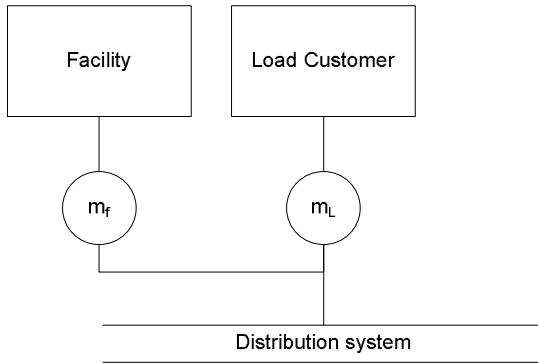 Facility
Load Customer
mf
mL
Distribution system